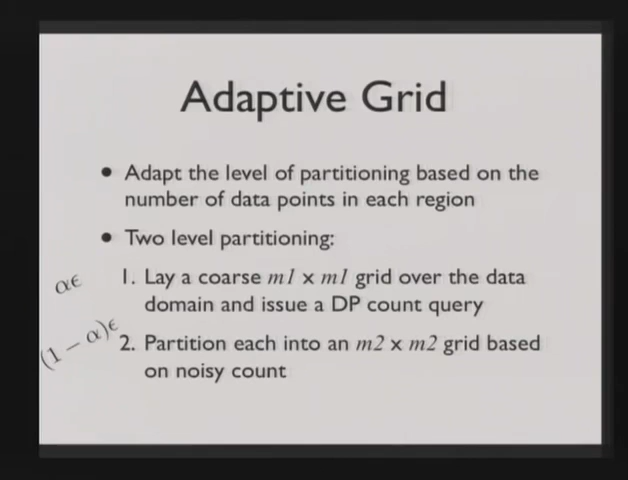 Adaptive Grid
• Adapt the level of partitioning based on the
number of data points in each region
• Two level partitioning:
αϵ
1. Lay a coarse m1 x m1 grid over the data
domain and issue a DP count query
(1 − α)ϵ
2. Partition each into an m2 x m2 grid based
on noisy count